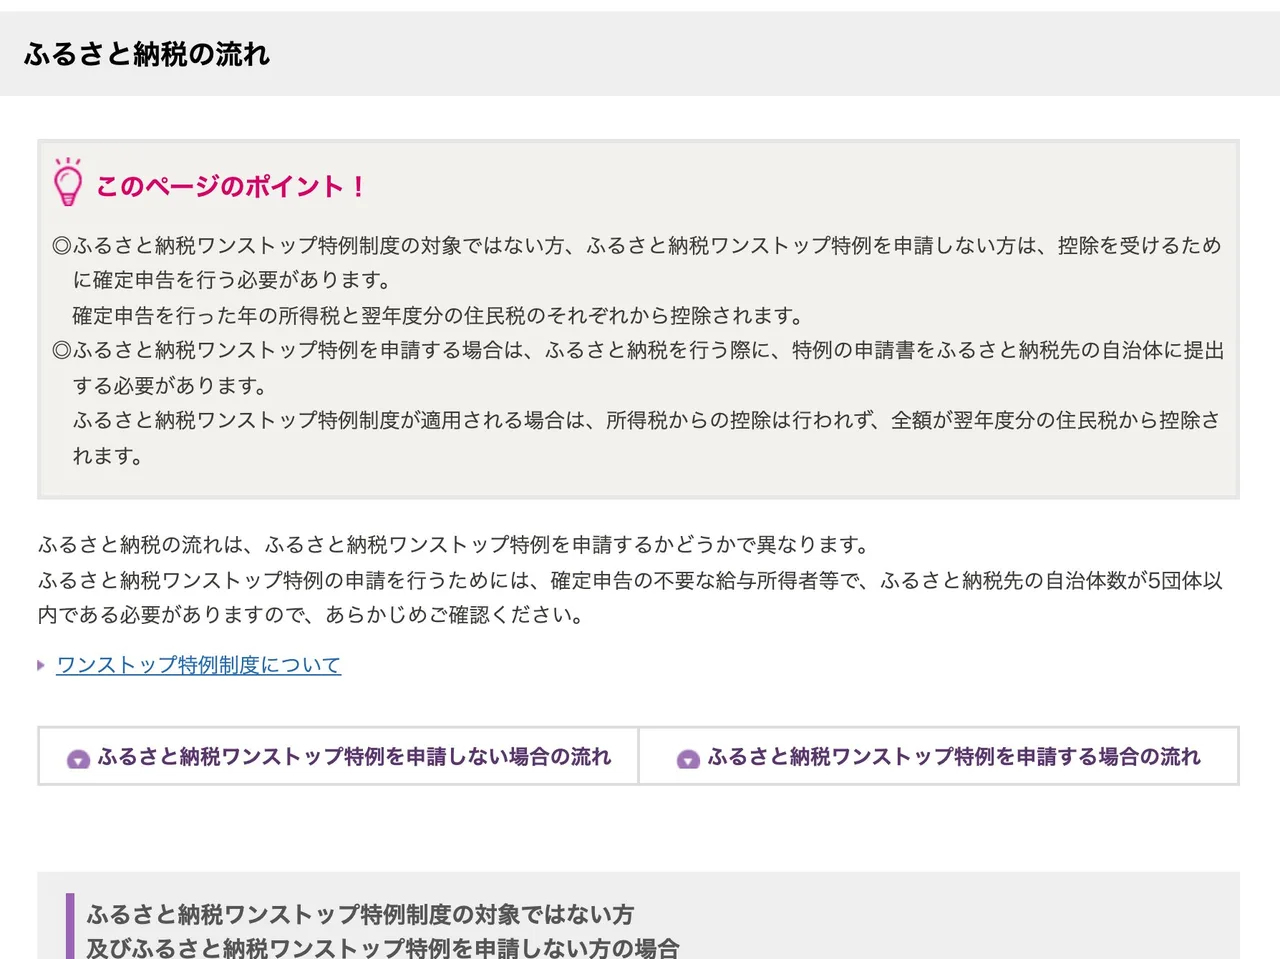 ふるさと納税の流れ
このページのポイント！
◎ふるさと納税ワンストップ特例制度の対象ではない方、ふるさと納税ワンストップ特例を申請しない方は、控除を受けるため
に確定申告を行う必要があります。
確定申告を行った年の所得税と翌年度分の住民税のそれぞれから控除されます。
◎ふるさと納税ワンストップ特例を申請する場合は、ふるさと納税を行う際に、特例の申請書をふるさと納税先の自治体に提出
する必要があります。
ふるさと納税ワンストップ特例制度が適用される場合は、所得税からの控除は行われず、全額が翌年度分の住民税から控除さ
れます。
ふるさと納税の流れは、ふるさと納税ワンストップ特例を申請するかどうかで異なります。
ふるさと納税ワンストップ特例の申請を行うためには、確定申告の不要な給与所得者等で、ふるさと納税先の自治体数が5団体以
内である必要がありますので、あらかじめご確認ください。
ワンストップ特例制度について
ふるさと納税ワンストップ特例を申請しない場合の流れ
ふるさと納税ワンストップ特例を申請する場合の流れ
ふるさと納税ワンストップ特例制度の対象ではない方
及びふるさと納税ワンストップ特例を申請しない方の場合